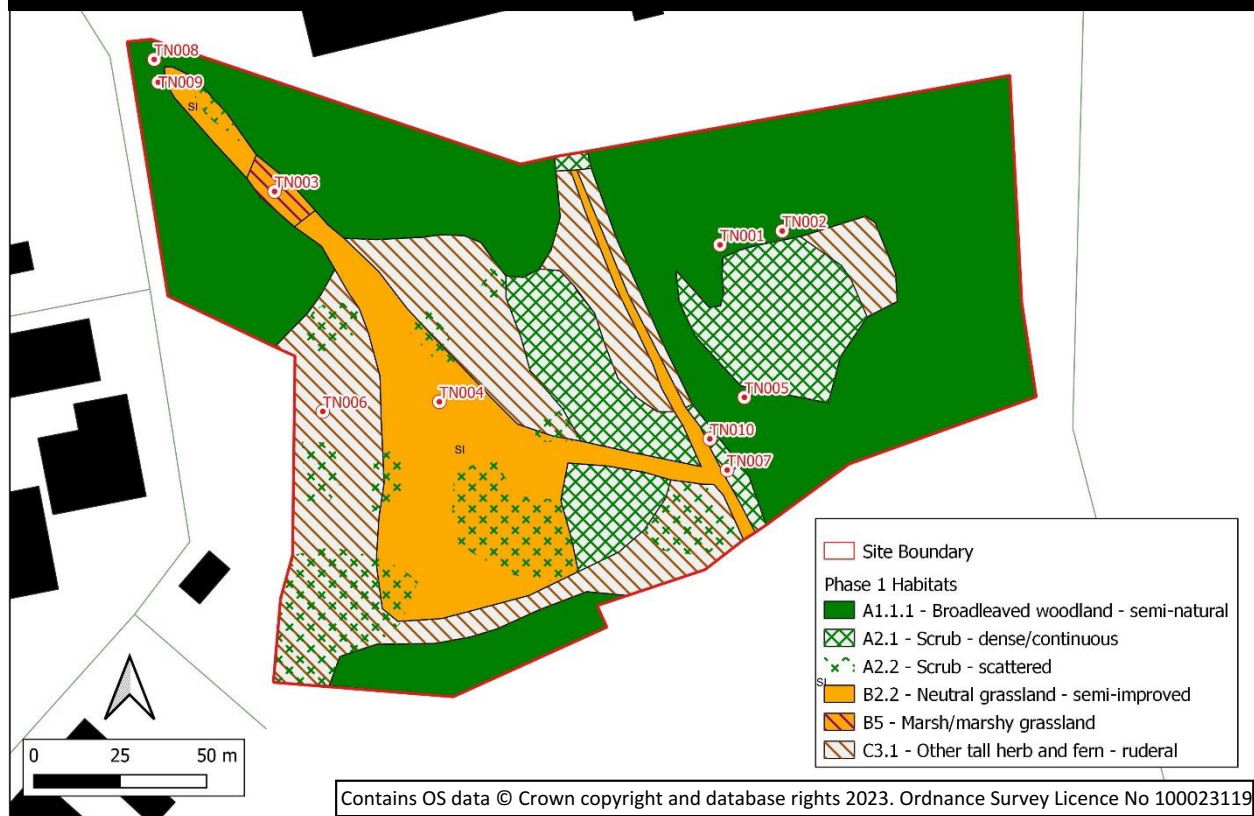 TN008
TN009
SI
TN003
TN002
TN001
TN005
TN004
TN006
TN010
SI
TN007
Site Boundary
Phase 1 Habitats
A1.1.1 - Broadleaved woodland - semi-natural
A2.1 - Scrub - dense/continuous
A2.2 - Scrub - scattered
SI
B2.2 - Neutral grassland - semi-improved
B5 - Marsh/marshy grassland
C3.1 - Other tall herb and fern - ruderal
0 25 50 m
Contains OS data © Crown copyright and database rights 2023. Ordnance Survey Licence No 100023119